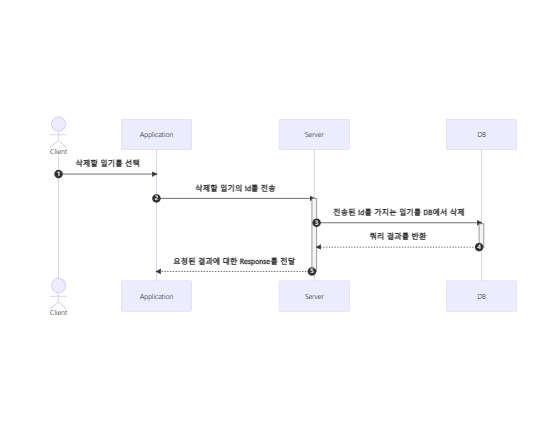 Client
Application
Server
DB
삭제할 일기를 선택
1
삭제할 일기의 id를 전송
2
전송된 id를 가지는 일기를 DB에서 삭제
3
쿼리 결과를 반환
4
요청된 결과에 대한 Response를 전달
5
Client
Application
Server
DB